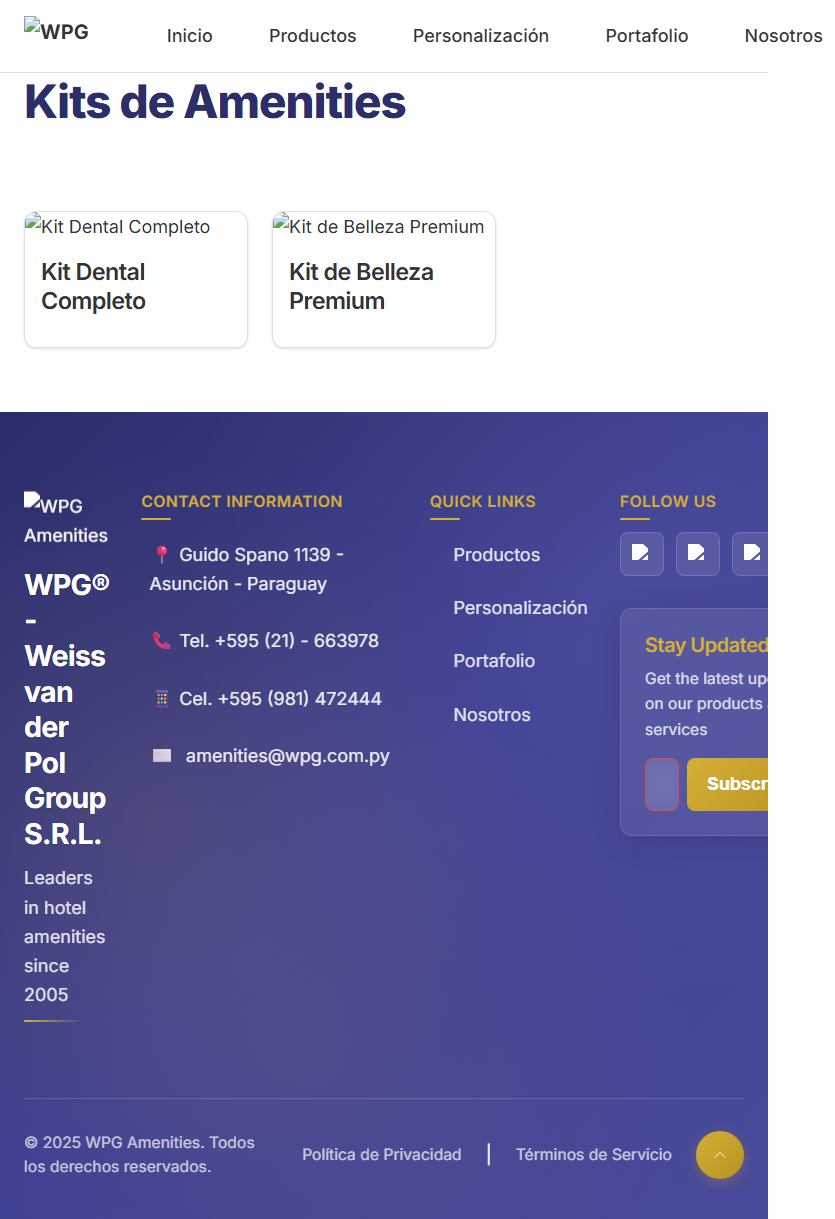 WPG
Inicio
Productos
Personalización
Portafolio
Nosotros
Kits de Amenities
Kit Dental Completo
Kit Dental
Completo
Kit de Belleza Premium
Kit de Belleza
Premium
WPG
Amenities
WPG®
-
Weiss
van
der
Pol
Group
S.R.L.
Leaders
in hotel
amenities
since
2005
CONTACT INFORMATION
Guido Spano 1139 -
Asunción - Paraguay
Tel. +595 (21) - 663978
Cel. +595 (981) 472444
amenities@wpg.com.py
QUICK LINKS
Productos
Personalización
Portafolio
Nosotros
FOLLOW US
Stay Updated
Get the latest up
on our products
services
Subscr
© 2025 WPG Amenities. Todos
los derechos reservados.
Política de Privacidad
|
Términos de Servicio